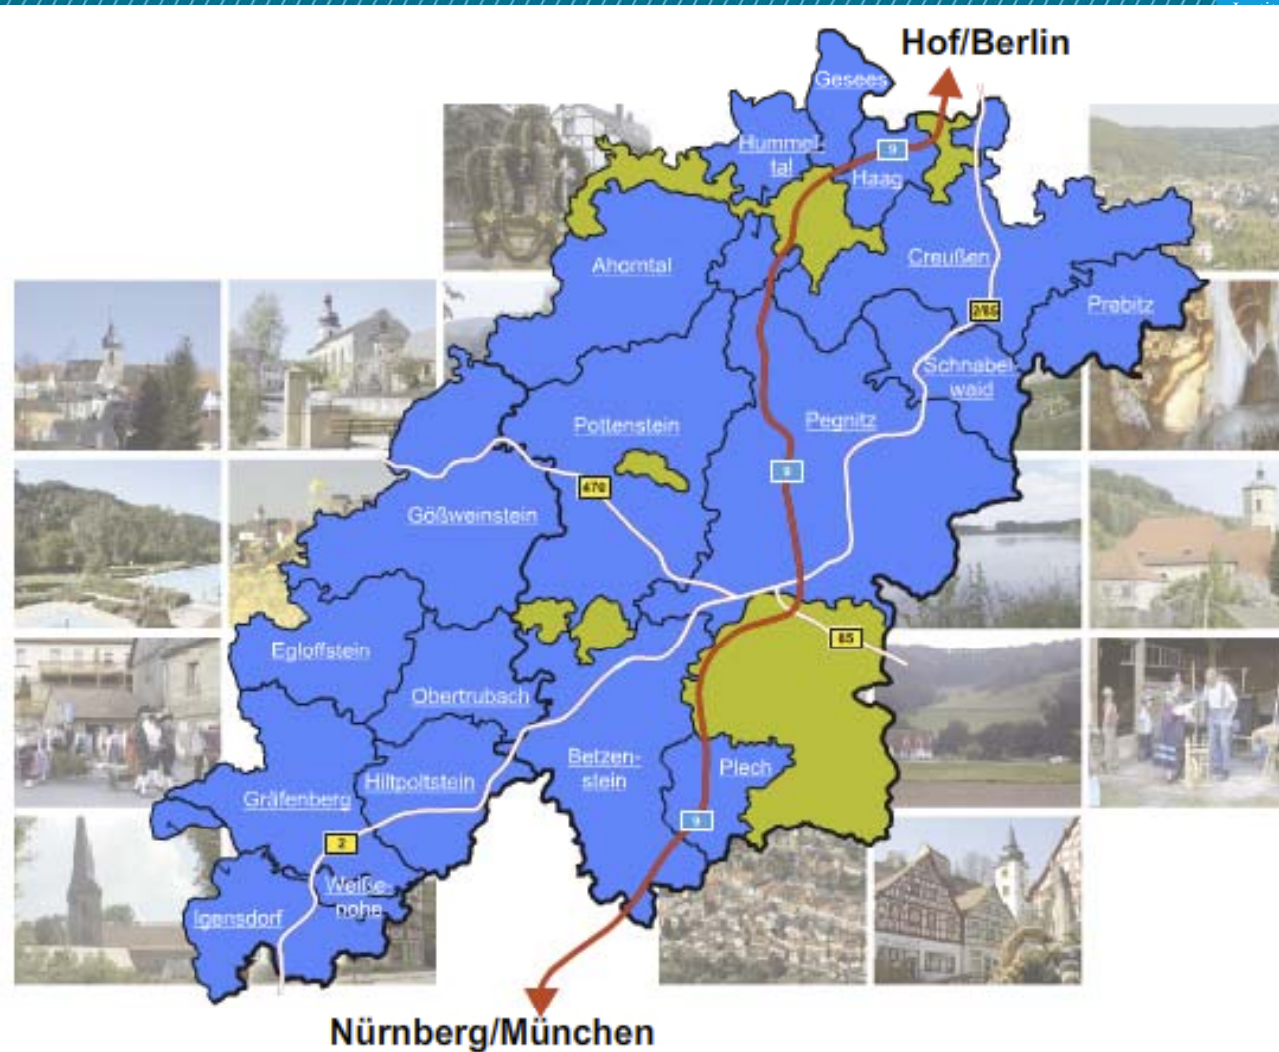 Hof/Berlin
Gesees
Hummel-
tal
9
Haag
Creußen
Ahorntal
2/85
Prebitz
Schnabel-
waid
Pottenstein
Pegnitz
9
470
Gößweinstein
85
Egloffstein
Obertrubach
Betzen-
stein
Plech
Hiltpoltstein
Gräfenberg
9
2
Weiße-
nohe
Igensdorf
Nürnberg/München